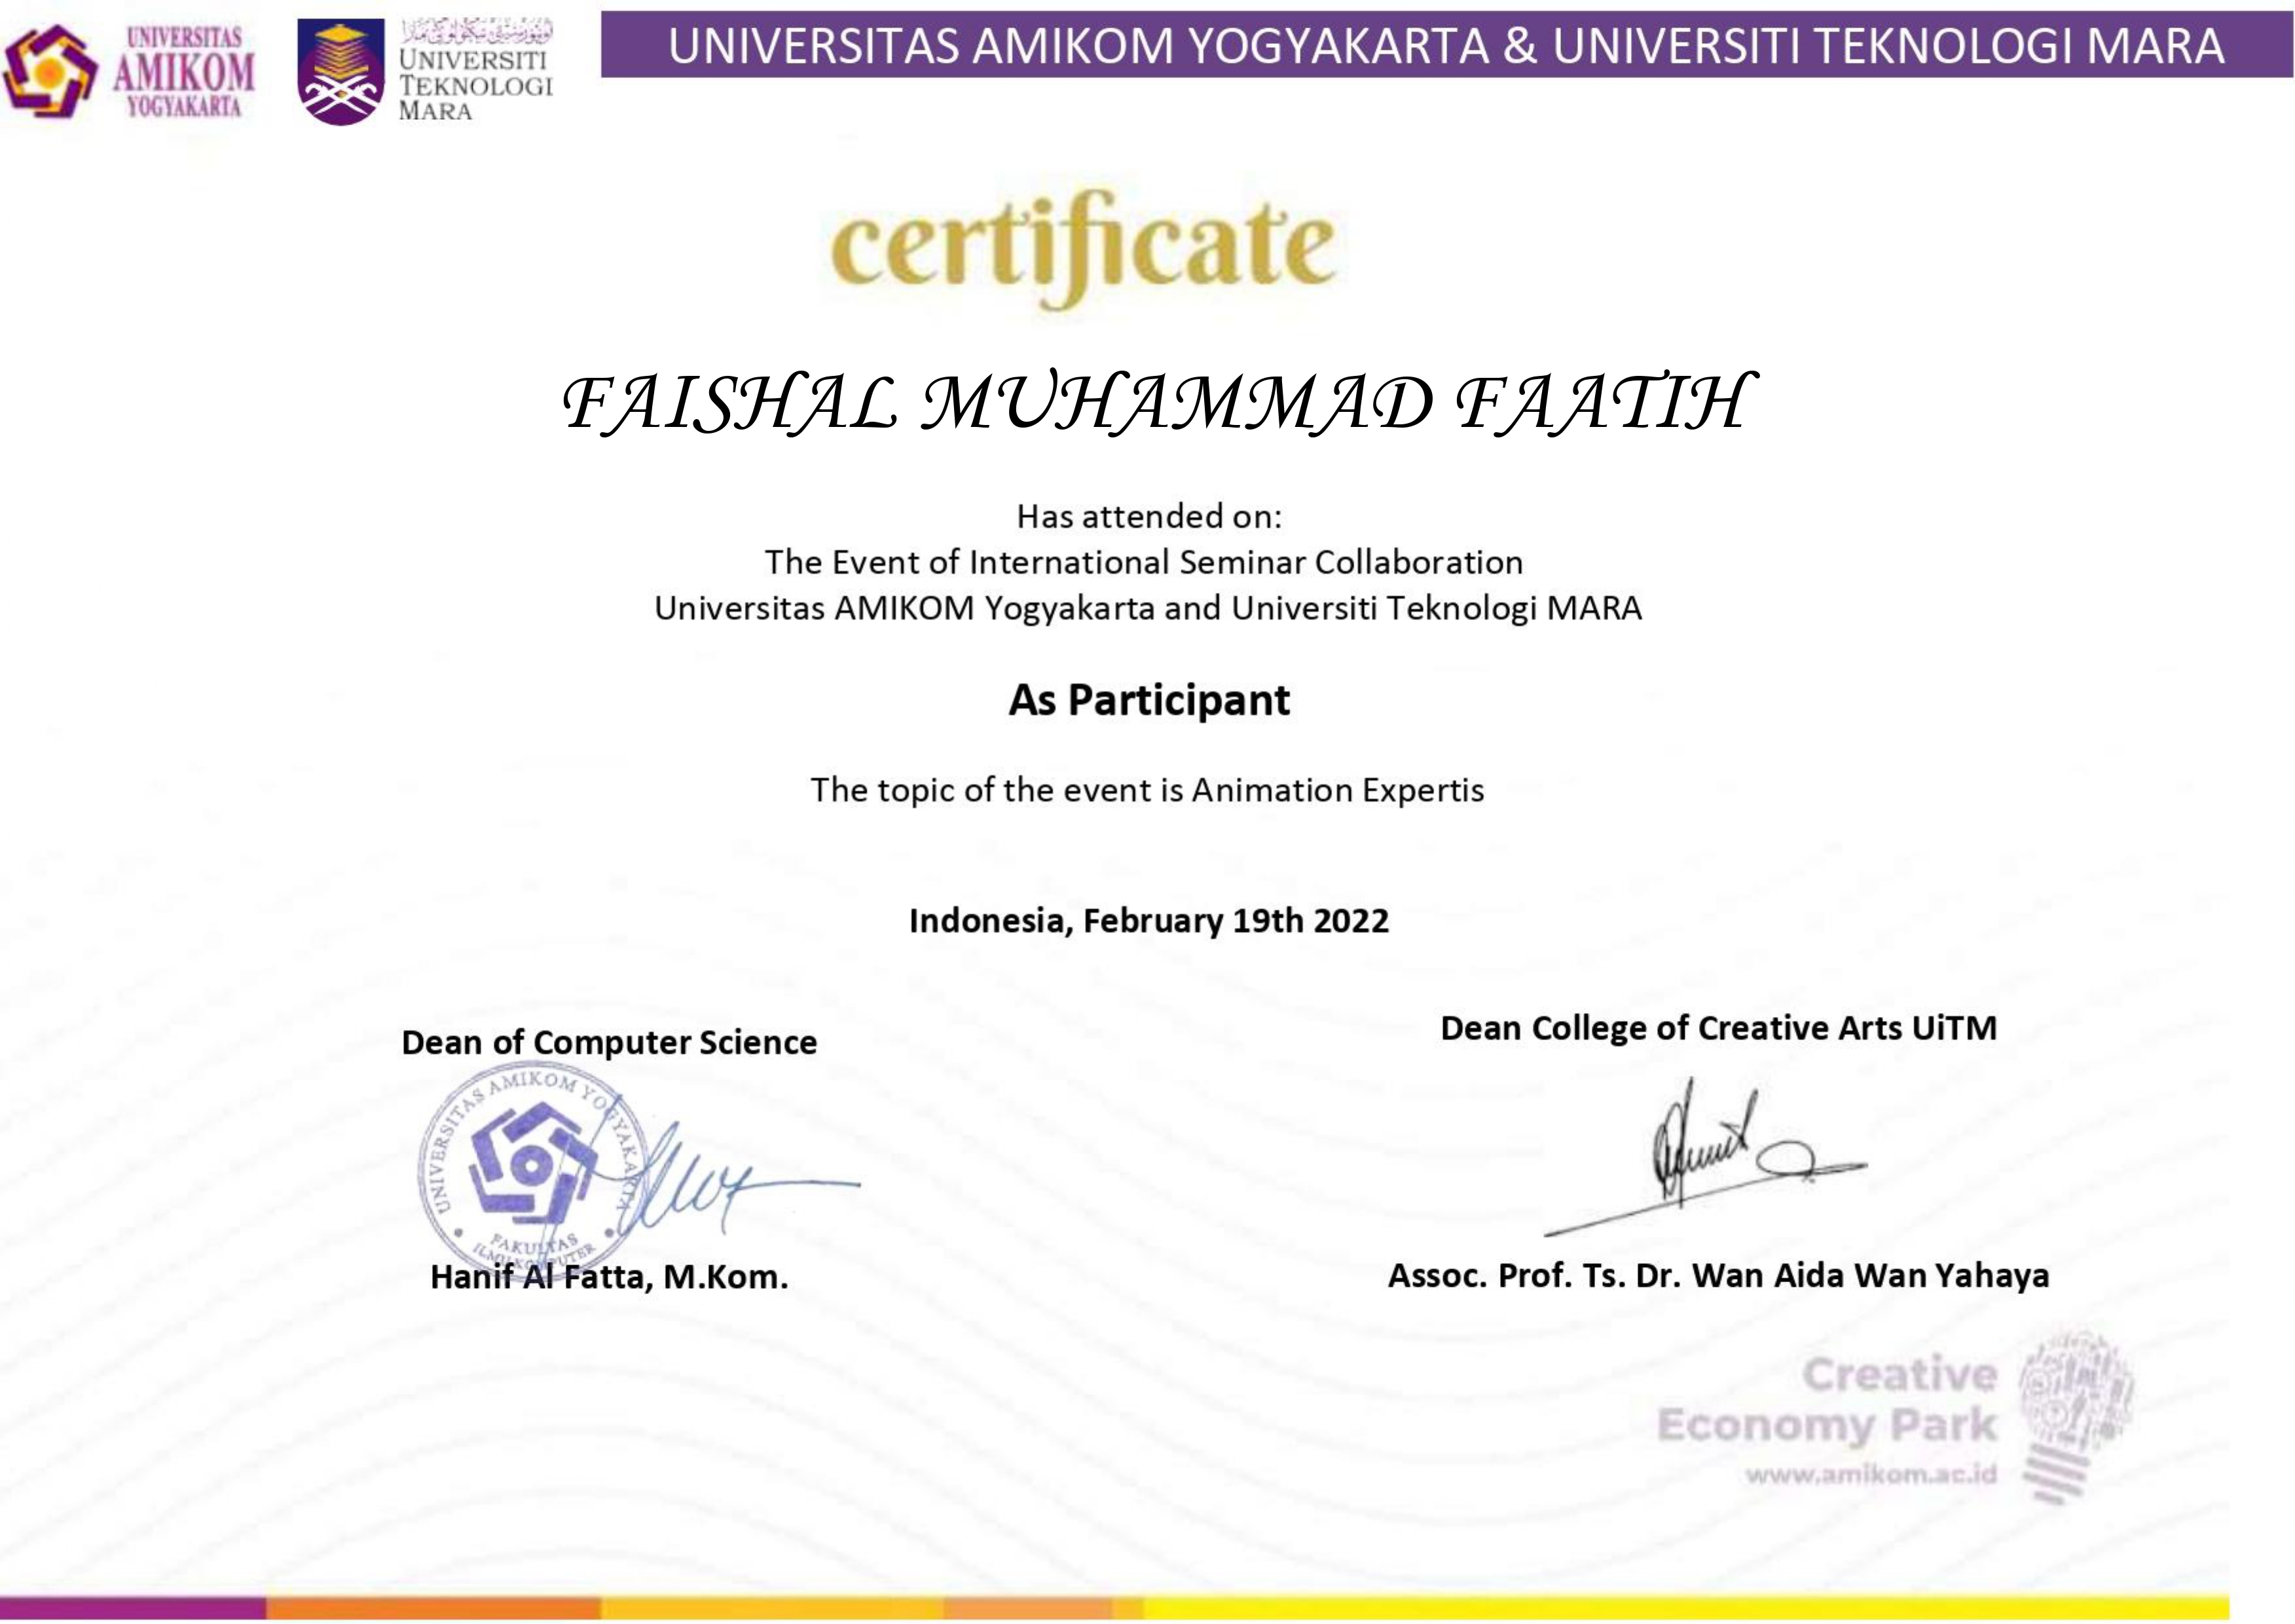 UNIVERSITAS
AMIKOM
YOGYAKARTA
UNIVERSITI
TEKNOLOGI
MARA
UNIVERSITAS AMIKOM YOGYAKARTA & UNIVERSITI TEKNOLOGI MARA
certificate
FAISHAL MUHAMMAD FAATIH
Has attended on:
The Event of International Seminar Collaboration
Universitas AMIKOM Yogyakarta and Universiti Teknologi MARA
As Participant
The topic of the event is Animation Expertis
Indonesia, February 19th 2022
Dean of Computer Science
UNIVERSITAS AMIKOM YOGYAKARTA
FAKULTAS
ILMU KOMPUTER
Hanif Al Fatta, M.Kom.
Dean College of Creative Arts UiTM
Assoc. Prof. Ts. Dr. Wan Aida Wan Yahaya
Creative
Economy Park
www.amikom.ac.id